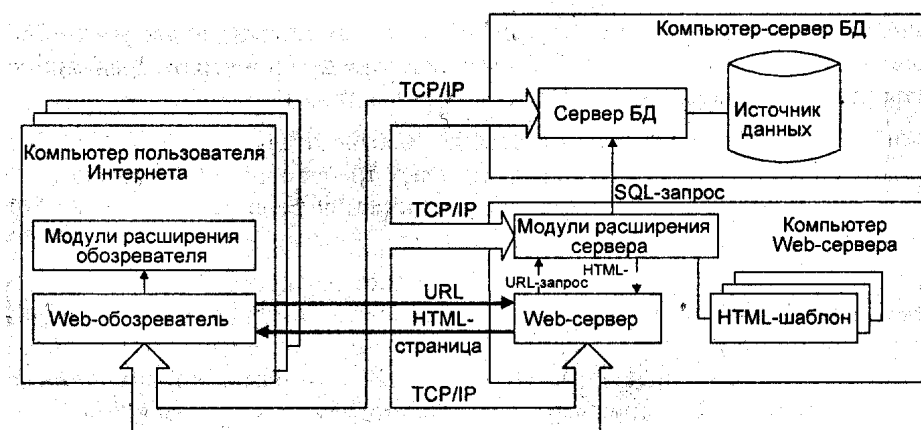 Компьютер-сервер БД
TCP/IP
Сервер БД
Источник
данных
Компьютер пользователя
Интернета
SQL-запрос
TCP/IP
Модули расширения
сервера
Компьютер
Web-сервера
Модули расширения
обозревателя
URL-запрос
HTML-
URL
Web-обозреватель
HTML-
страница
Web-сервер
HTML-шаблон
TCP/IP